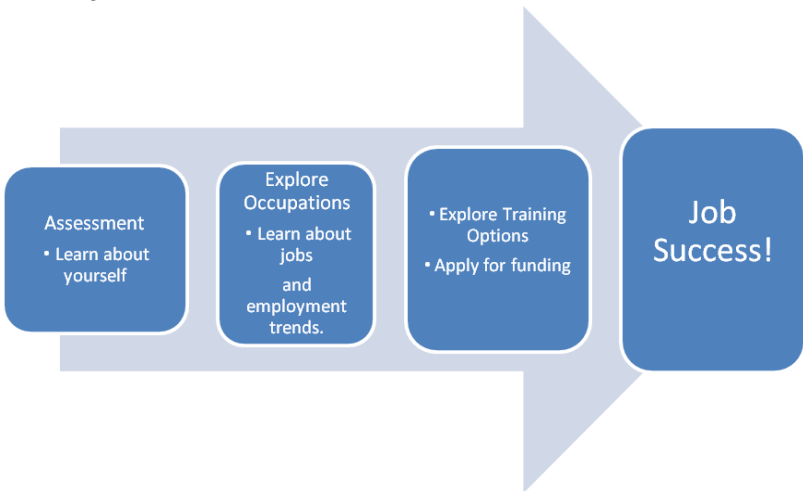 Assessment
• Learn about
yourself
Explore
Occupations
• Learn about
jobs
and
employment
trends.
• Explore Training
Options
• Apply for funding
Job
Success!